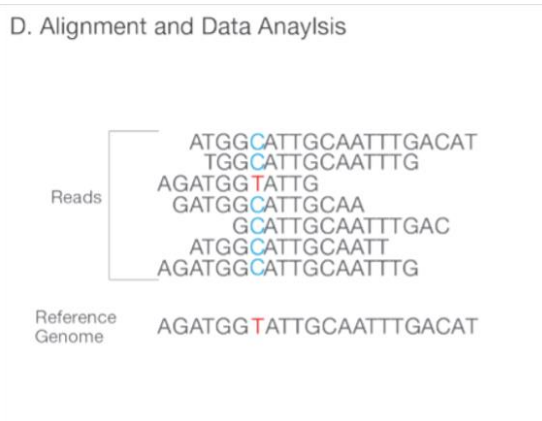 D. Alignment and Data Anaylsis
ATGGCATTGCAATTTGACAT
TGGCATTGCAATTTG
AGATGGTATTG
Reads
GATGGCATTGCAA
GCATTGCAATTTGAC
ATGGCATTGCAATT
AGATGGCATTGCAATTTG
Reference
Genome
AGATGGTATTGCAATTTGACAT